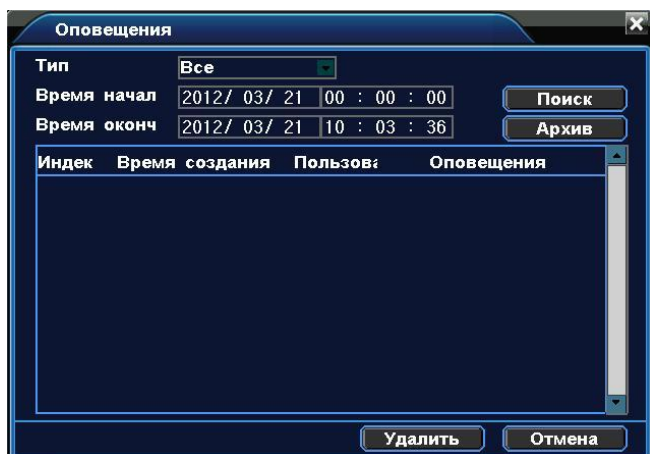 Оповещения
Тип Все
Время начал 2012/ 03/ 21 00 : 00 : 00 Поиск
Время оконч 2012/ 03/ 21 10 : 03 : 36 Архив
Индек Время создания Пользова Оповещения
Удалить Отмена